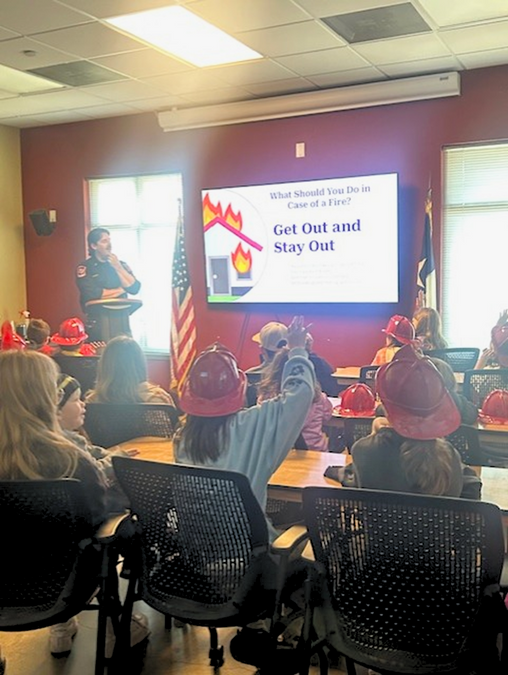 What Should You Do in
Case of a Fire?
Get Out and
Stay Out